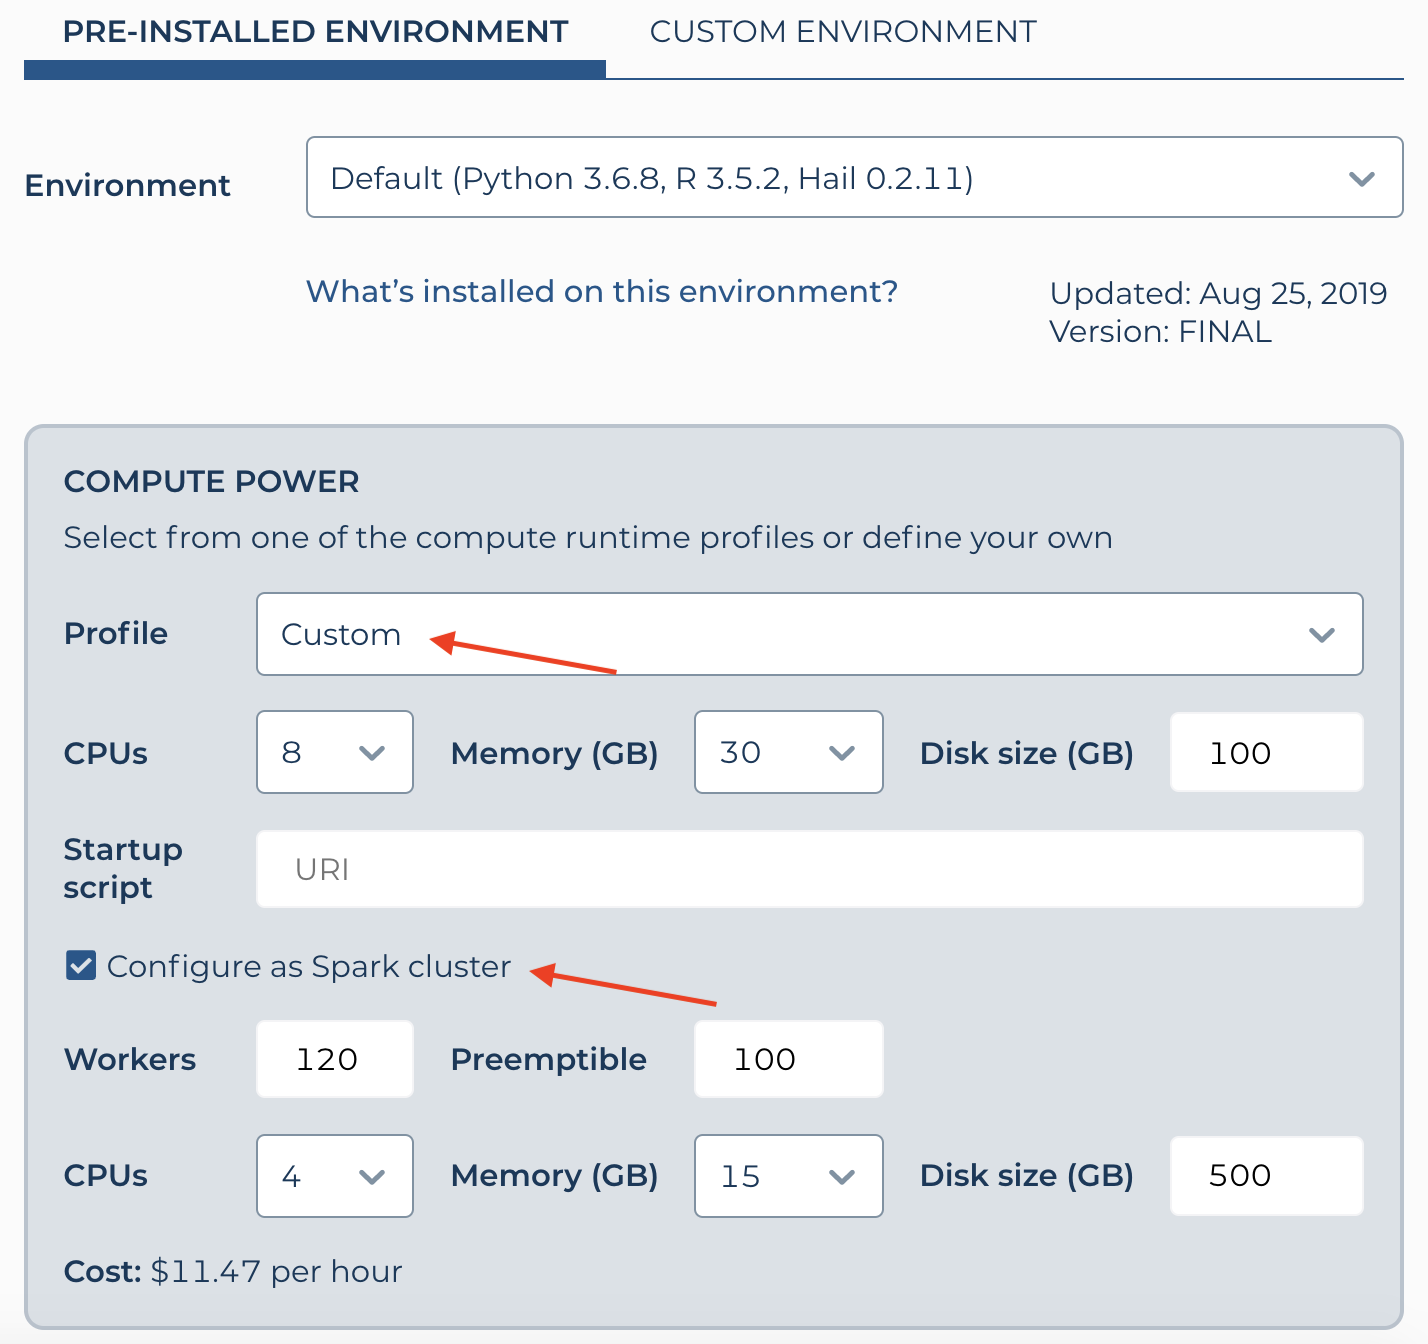 PRE-INSTALLED ENVIRONMENT CUSTOM ENVIRONMENT
Environment Default (Python 3.6.8, R 3.5.2, Hail 0.2.11)
What’s installed on this environment? Updated: Aug 25, 2019
Version: FINAL
COMPUTE POWER
Select from one of the compute runtime profiles or define your own
Profile Custom
CPUs 8 Memory (GB) 30 Disk size (GB) 100
Startup
script
URI
Configure as Spark cluster
Workers 120 Preemptible 100
CPUs 4 Memory (GB) 15 Disk size (GB) 500
Cost: $11.47 per hour